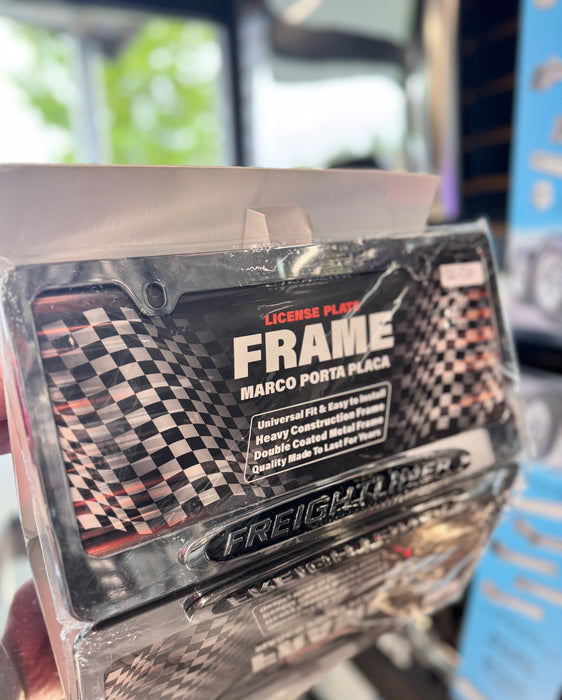 LICENSE PLATE
FRAME
MARCO PORTA PLACA
Universal Fit & Easy to Install
Heavy Construction Frame
Double Coated Metal Frame
Quality Made To Last For Years
FREIGHTLINER